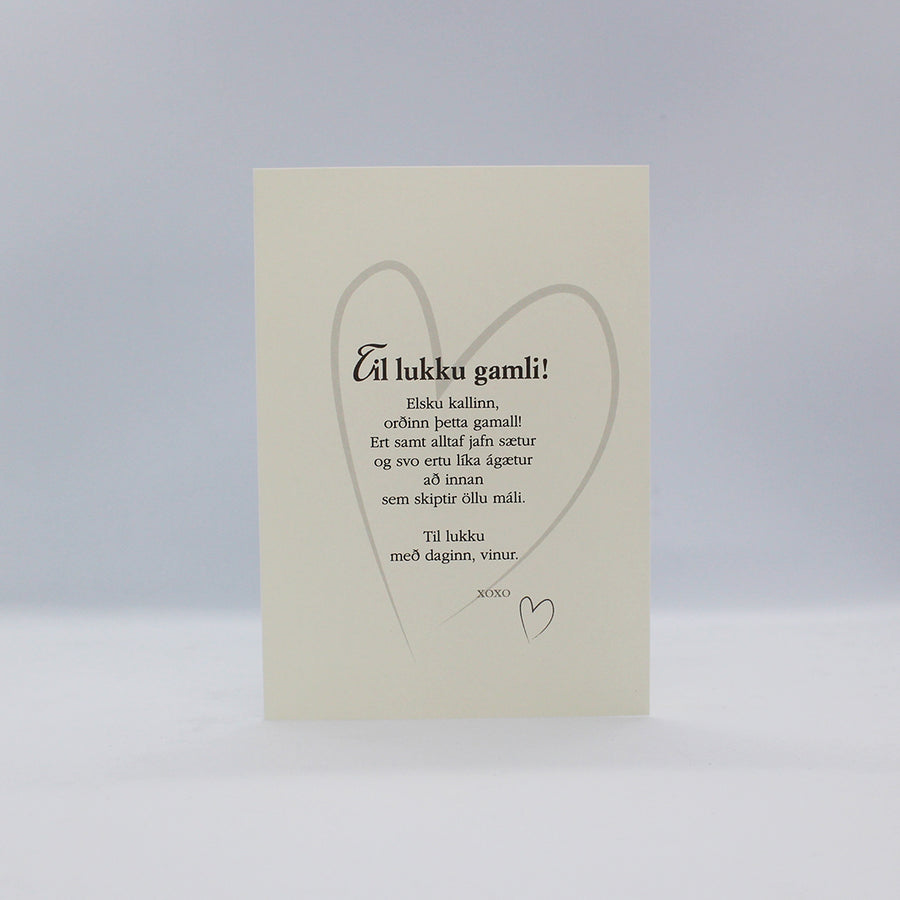 Til lukku gamli!
Elsku kallinn,
orðinn þetta gamall!
Ert samt alltaf jafn sætur
og svo ertu líka ágætur
að innan
sem skiptir öllu máli.
Til lukku
með daginn, vinur.
xoxo